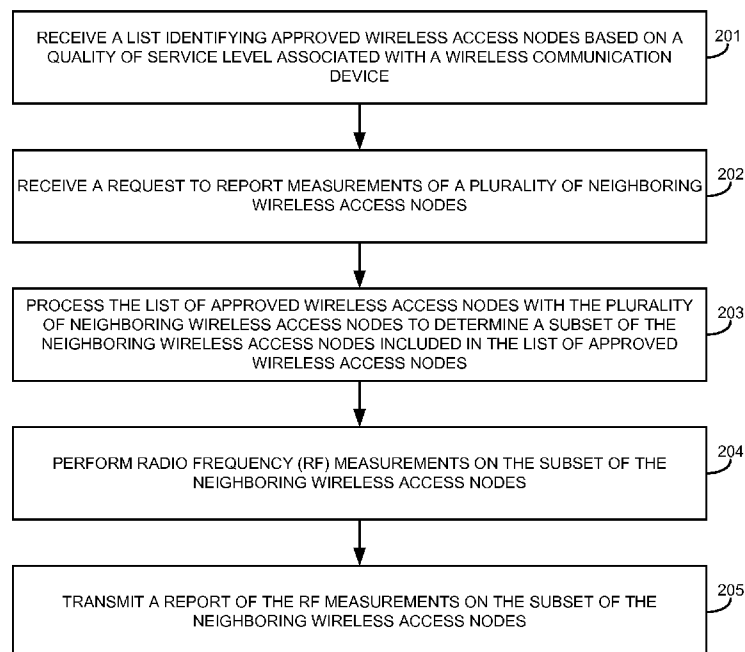 RECEIVE A LIST IDENTIFYING APPROVED WIRELESS ACCESS NODES BASED ON A
QUALITY OF SERVICE LEVEL ASSOCIATED WITH A WIRELESS COMMUNICATION
DEVICE
201
RECEIVE A REQUEST TO REPORT MEASUREMENTS OF A PLURALITY OF NEIGHBORING
WIRELESS ACCESS NODES
202
PROCESS THE LIST OF APPROVED WIRELESS ACCESS NODES WITH THE PLURALITY
OF NEIGHBORING WIRELESS ACCESS NODES TO DETERMINE A SUBSET OF THE
NEIGHBORING WIRELESS ACCESS NODES INCLUDED IN THE LIST OF APPROVED
WIRELESS ACCESS NODES
203
PERFORM RADIO FREQUENCY (RF) MEASUREMENTS ON THE SUBSET OF THE
NEIGHBORING WIRELESS ACCESS NODES
204
TRANSMIT A REPORT OF THE RF MEASUREMENTS ON THE SUBSET OF THE
NEIGHBORING WIRELESS ACCESS NODES
205